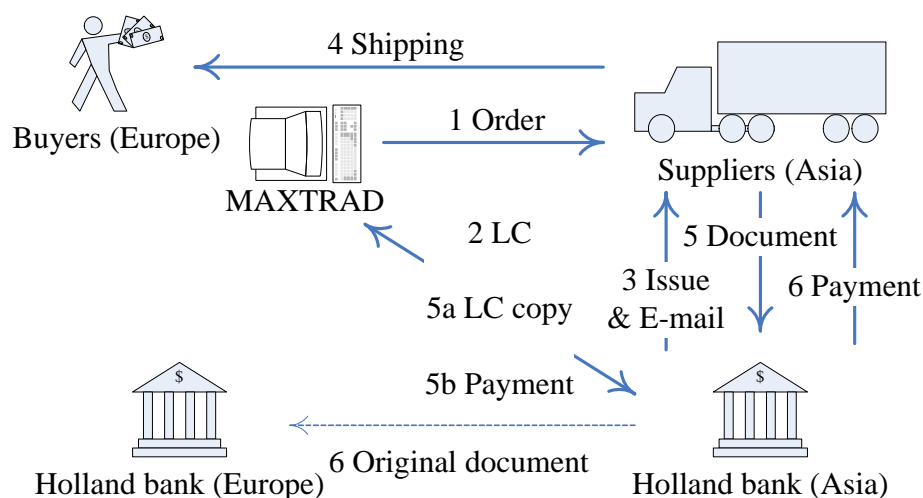 4 Shipping
Buyers (Europe)
1 Order
Suppliers (Asia)
MAXTRAD
2 LC
5 Document
3 Issue
& E-mail
6 Payment
5a LC copy
5b Payment
$
$
Holland bank (Europe)
6 Original document
Holland bank (Asia)